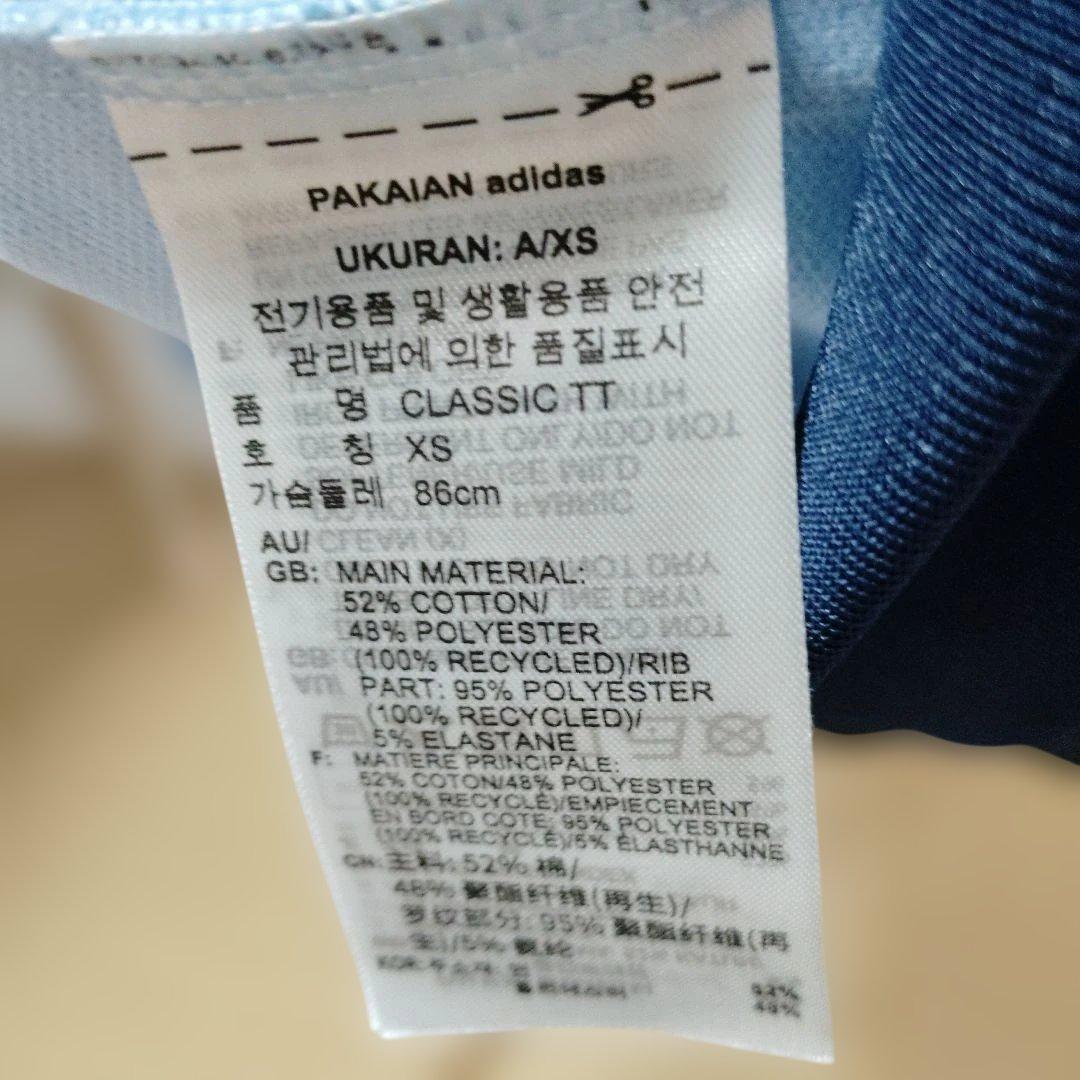 PAKAIAN adidas
UKURAN: A/XS
전기용품 및 생활용품 안전
관리법에 의한 품질표시
품 명 CLASSIC TT
호 칭 XS
가슴둘레 86cm
AU/
GB: MAIN MATERIAL:
52% COTTON/
48% POLYESTER
(100% RECYCLED)/RIB
PART: 95% POLYESTER
(100% RECYCLED)/
5% ELASTANE
F: MATIERE PRINCIPALE:
52% COTON/48% POLYESTER
(100% RECYCLÉ)/EMPIECEMENT
EN BORD COTE: 95% POLYESTER
(100% RECYCLÉ)/5% ÉLASTHANNE
CN: 主料: 52% 棉/
48% 聚酯纤维(再生)/
罗纹部分: 95% 聚酯纤维(再
生)/5% 氨纶
KOR:
52%
48%